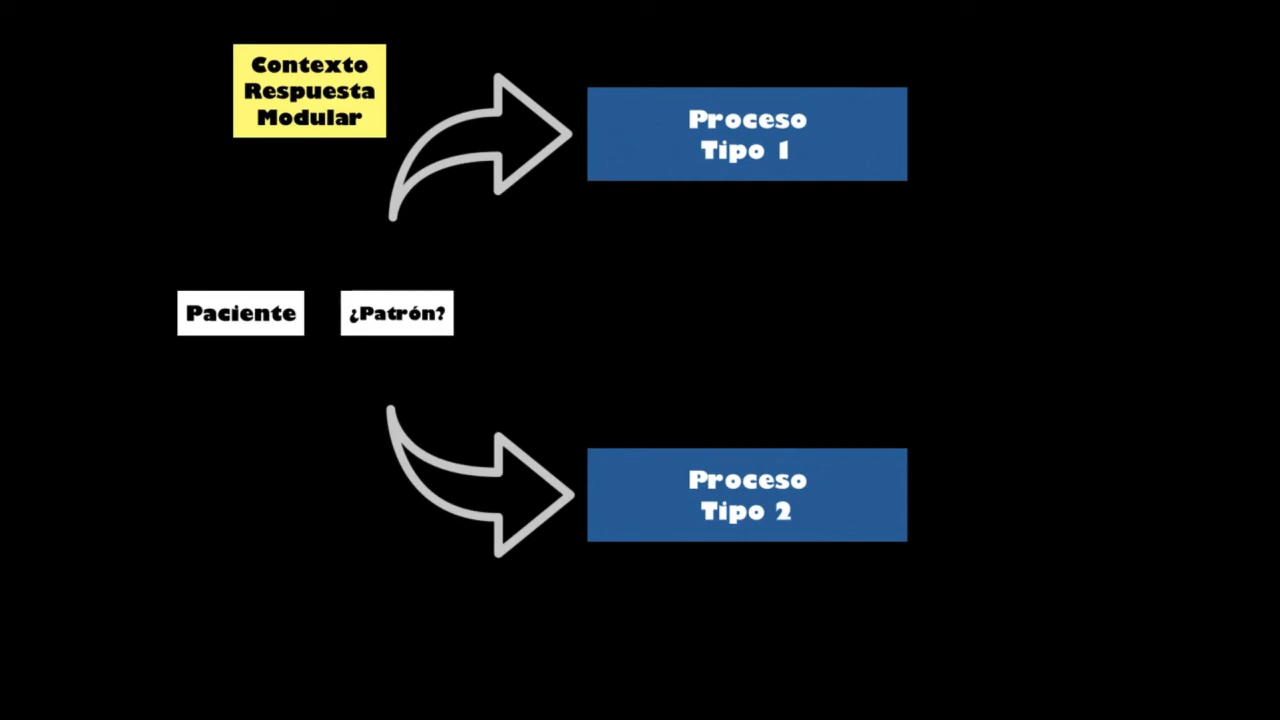 Contexto
Respuesta
Modular
Proceso
Tipo 1
Paciente
¿Patrón?
Proceso
Tipo 2